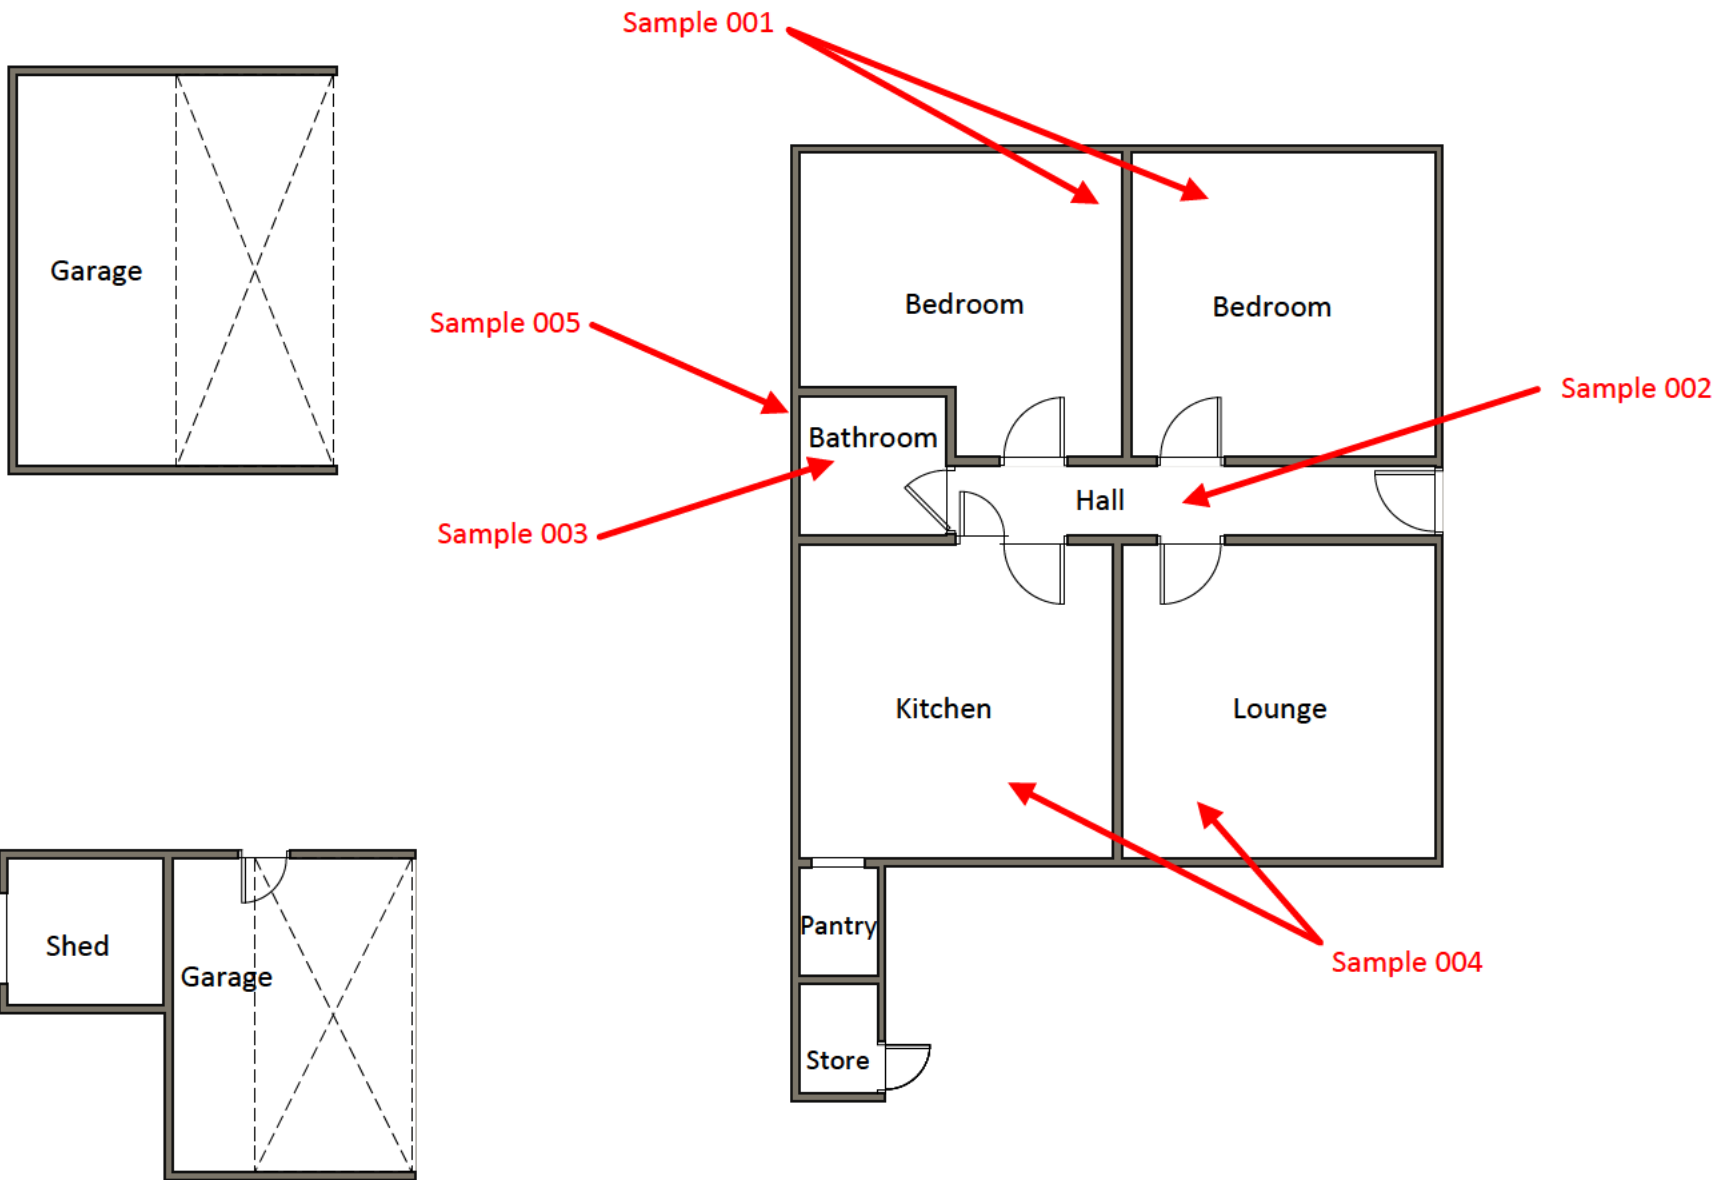 Sample 001
Garage
Bedroom
Bedroom
Sample 005
Sample 002
Bathroom
Hall
Sample 003
Kitchen
Lounge
Pantry
Shed
Sample 004
Garage
Store